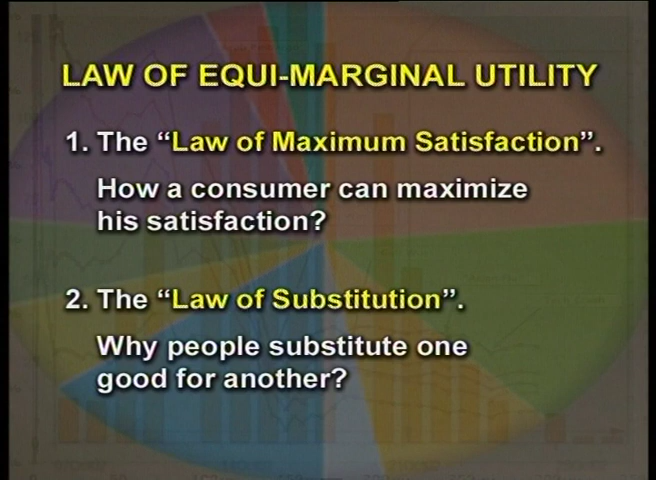 LAW OF EQUI-MARGINAL UTILITY
1. The “Law of Maximum Satisfaction”.
How a consumer can maximize
his satisfaction?
2. The “Law of Substitution”.
Why people substitute one
good for another?